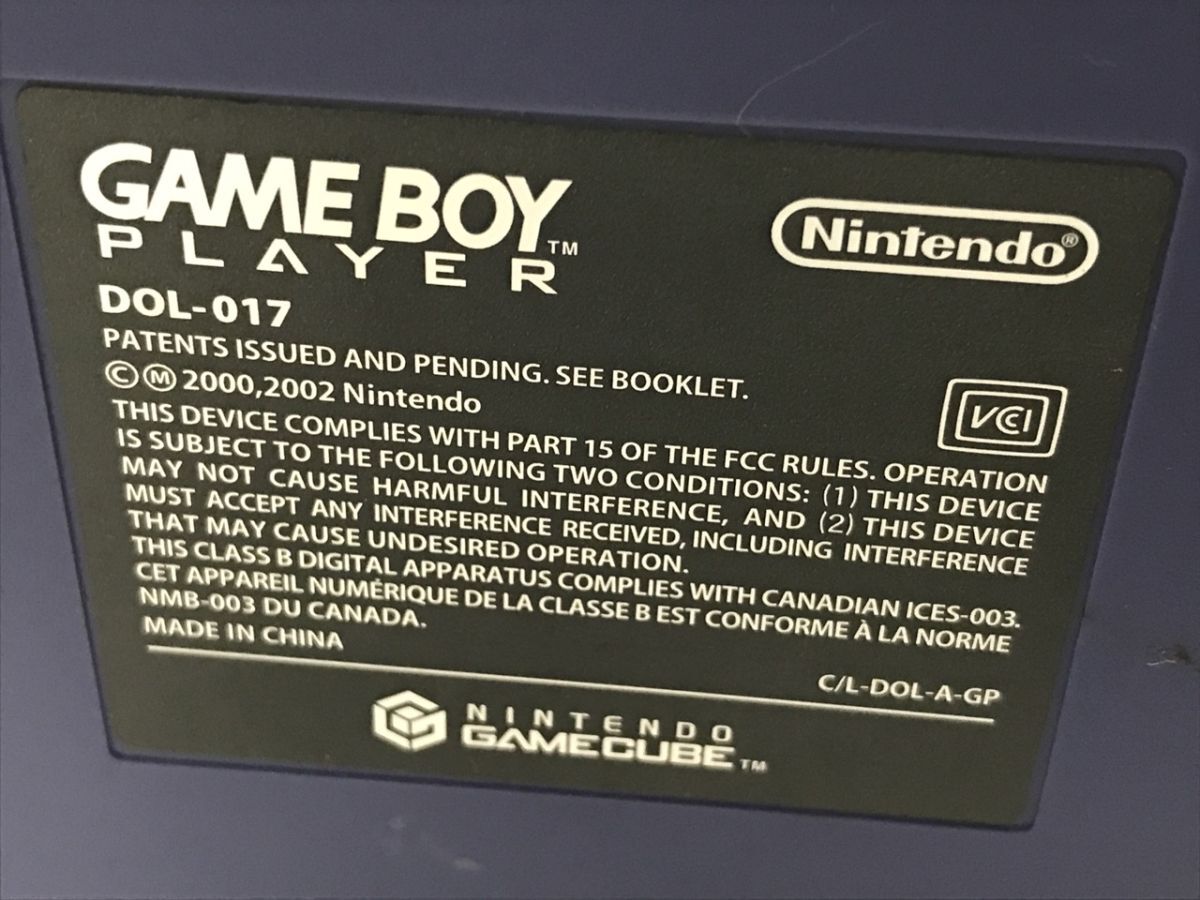 GAME BOY
PLAYER™
Nintendo®
DOL-017
PATENTS ISSUED AND PENDING. SEE BOOKLET.
©Ⓜ 2000,2002 Nintendo
VCI
THIS DEVICE COMPLIES WITH PART 15 OF THE FCC RULES. OPERATION
IS SUBJECT TO THE FOLLOWING TWO CONDITIONS: (1) THIS DEVICE
MAY NOT CAUSE HARMFUL INTERFERENCE, AND (2) THIS DEVICE
MUST ACCEPT ANY INTERFERENCE RECEIVED, INCLUDING INTERFERENCE
THAT MAY CAUSE UNDESIRED OPERATION.
THIS CLASS B DIGITAL APPARATUS COMPLIES WITH CANADIAN ICES-003.
CET APPAREIL NUMÉRIQUE DE LA CLASSE B EST CONFORME À LA NORME
NMB-003 DU CANADA.
MADE IN CHINA
C/L-DOL-A-GP
NINTENDO
GAMECUBE™